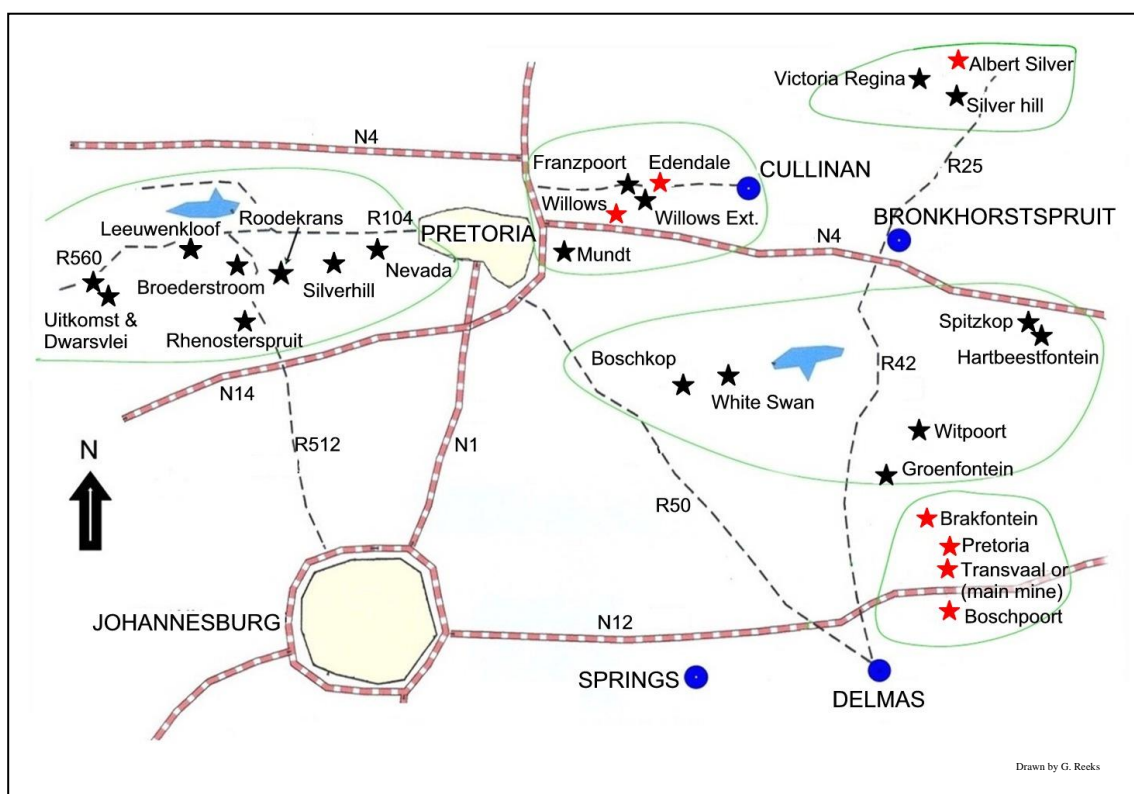 Albert Silver
Victoria Regina
Silver hill
N4
R25
Franzpoort
Edendale
CULLINAN
Willows
Willows Ext.
Mundt
BRONKHORSTSPRUIT
N4
Leeuwenkloof
Roodekrans
R104
PRETORIA
R560
Broederstroom
Silverhill
Nevada
Uitkomst &
Dwarsvlei
Rhenosterspruit
N14
R512
N1
Spitzkop
Hartbeestfontein
Boschkop
White Swan
R42
Witpoort
Groenfontein
N
R50
Brakfontein
Pretoria
Transvaal or
(main mine)
Boschpoort
JOHANNESBURG
N12
SPRINGS
DELMAS
Drawn by G. Reeks